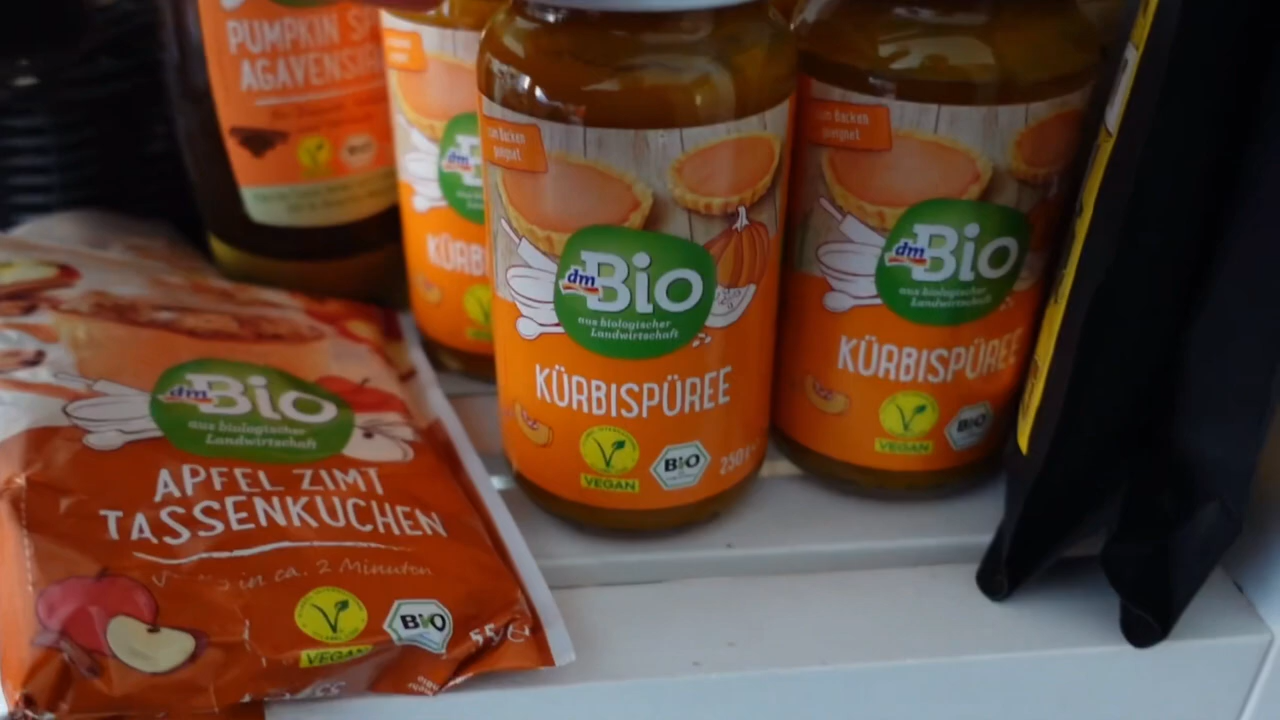 PUMPKIN SP
AGAVENSI
BIO
dm
KÜRB
zum Backen
geeignet
dm Bio
aus biologischer
Landwirtschaft
KÜRBISPÜREE
VEGAN
BIO
250 g
zum Backen
geeignet
dm Bio
aus biologischer
Landwirtschaft
KÜRBISPÜREE
VEGAN
BIO
dm Bio
aus biologischer
Landwirtschaft
APFEL ZIMT
TASSENKUCHEN
in ca. 2 Minuten
VEGAN
BIO
55 g